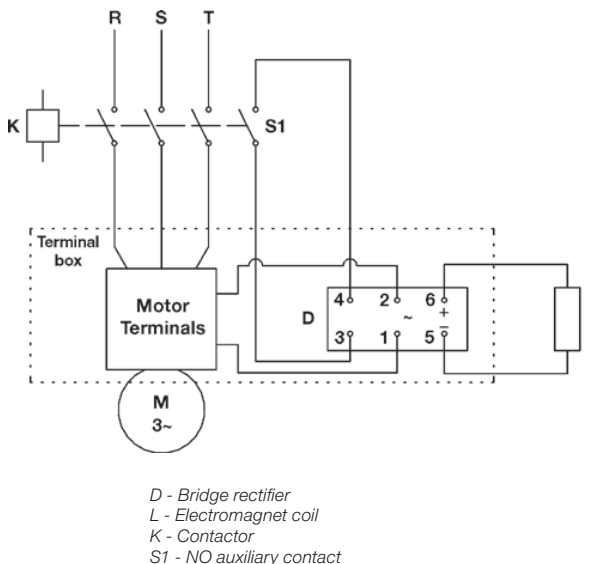 R S T
K
S1
Terminal
box
Motor
Terminals
D
4 2 6
~ +
3 1 5 −
M
3~
D - Bridge rectifier
L - Electromagnet coil
K - Contactor
S1 - NO auxiliary contact